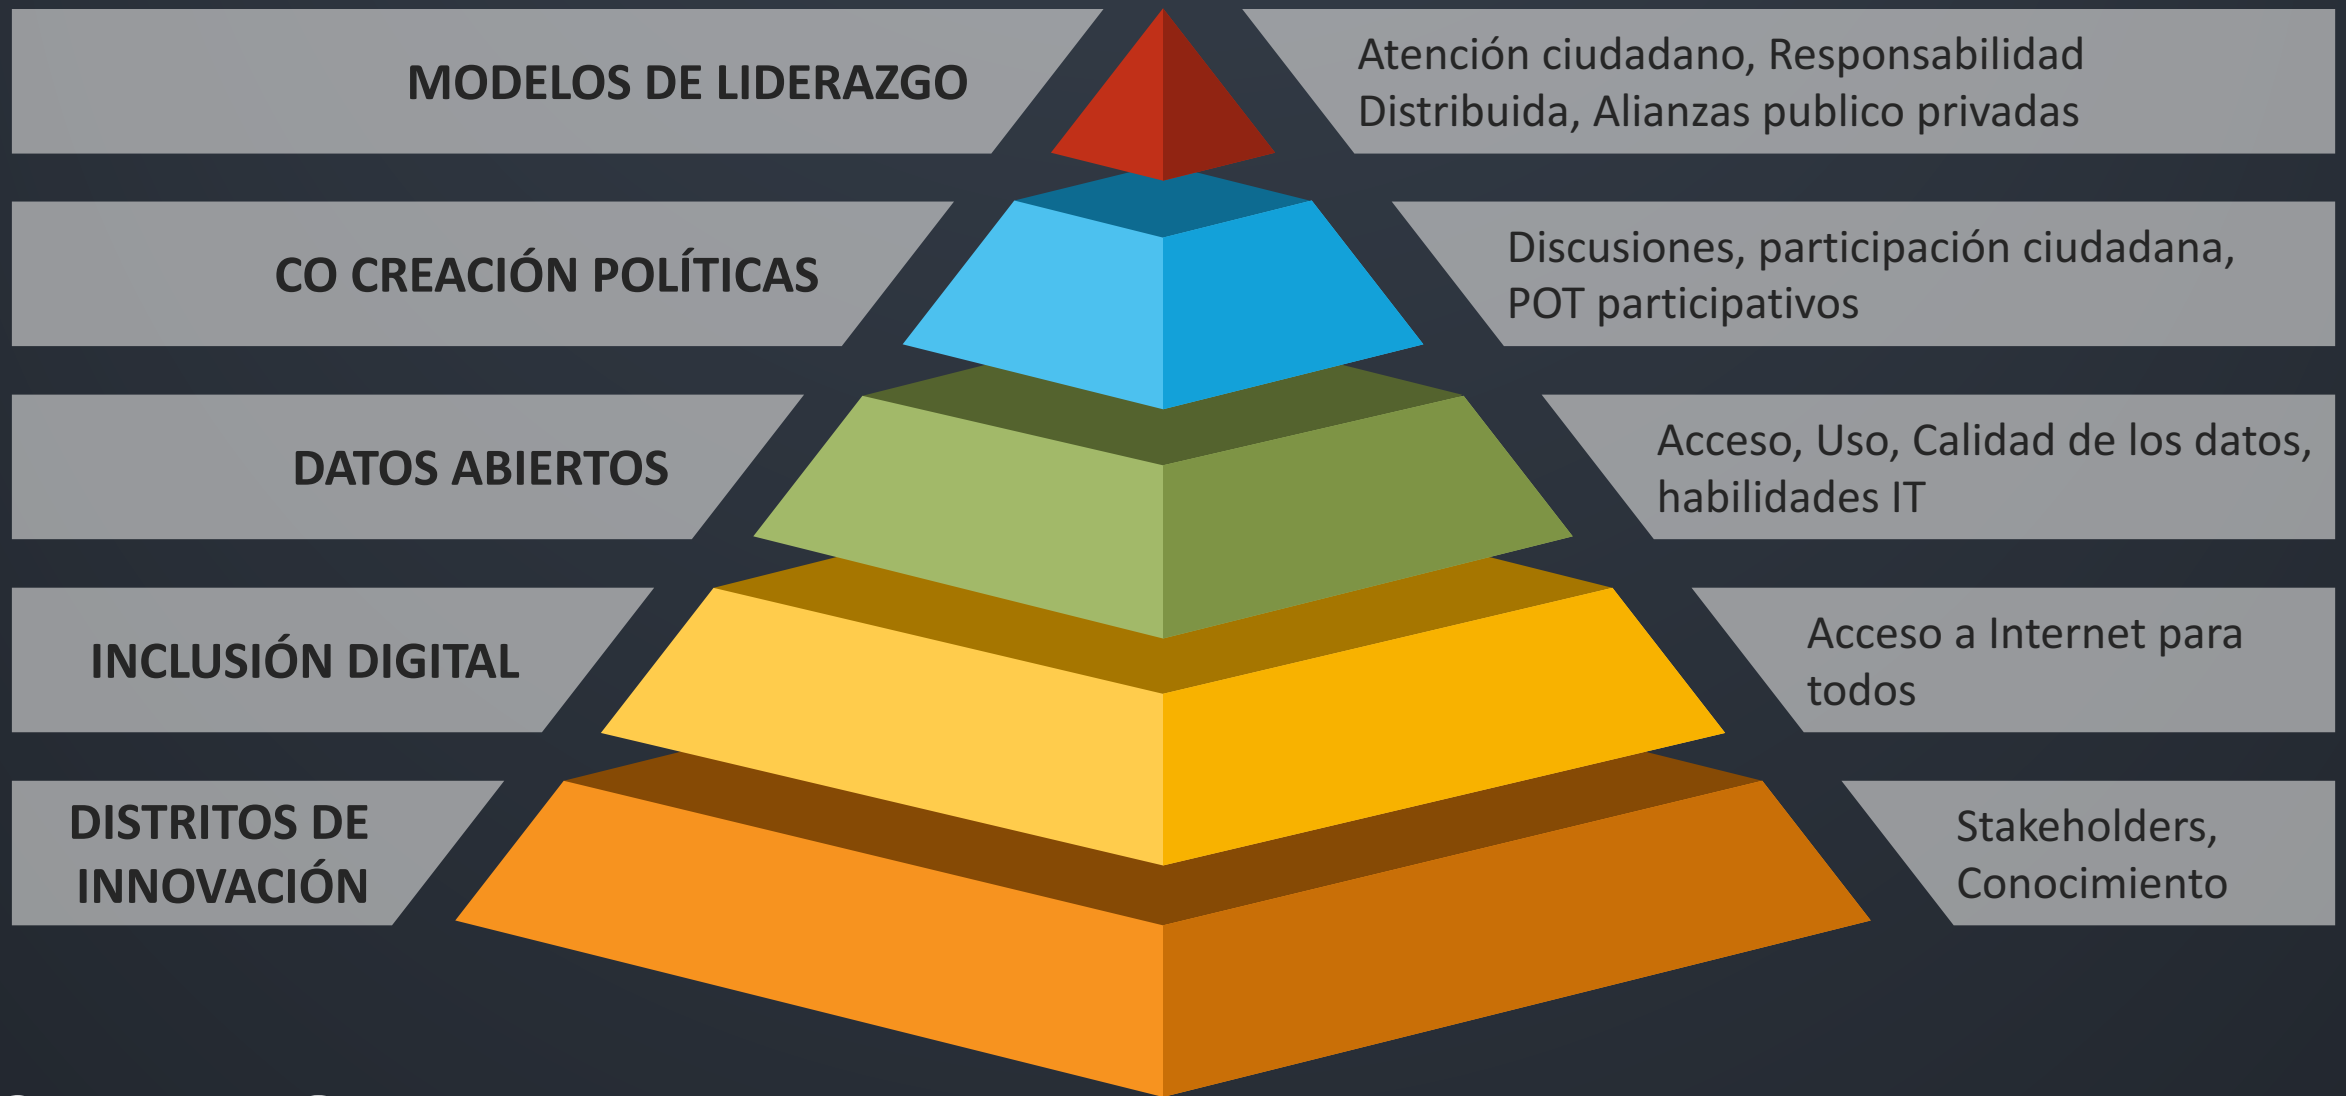 MODELOS DE LIDERAZGO
Atención ciudadano, Responsabilidad
Distribuida, Alianzas publico privadas
CO CREACIÓN POLÍTICAS
Discusiones, participación ciudadana,
POT participativos
DATOS ABIERTOS
Acceso, Uso, Calidad de los datos,
habilidades IT
INCLUSIÓN DIGITAL
Acceso a Internet para
todos
DISTRITOS DE
INNOVACIÓN
Stakeholders,
Conocimiento